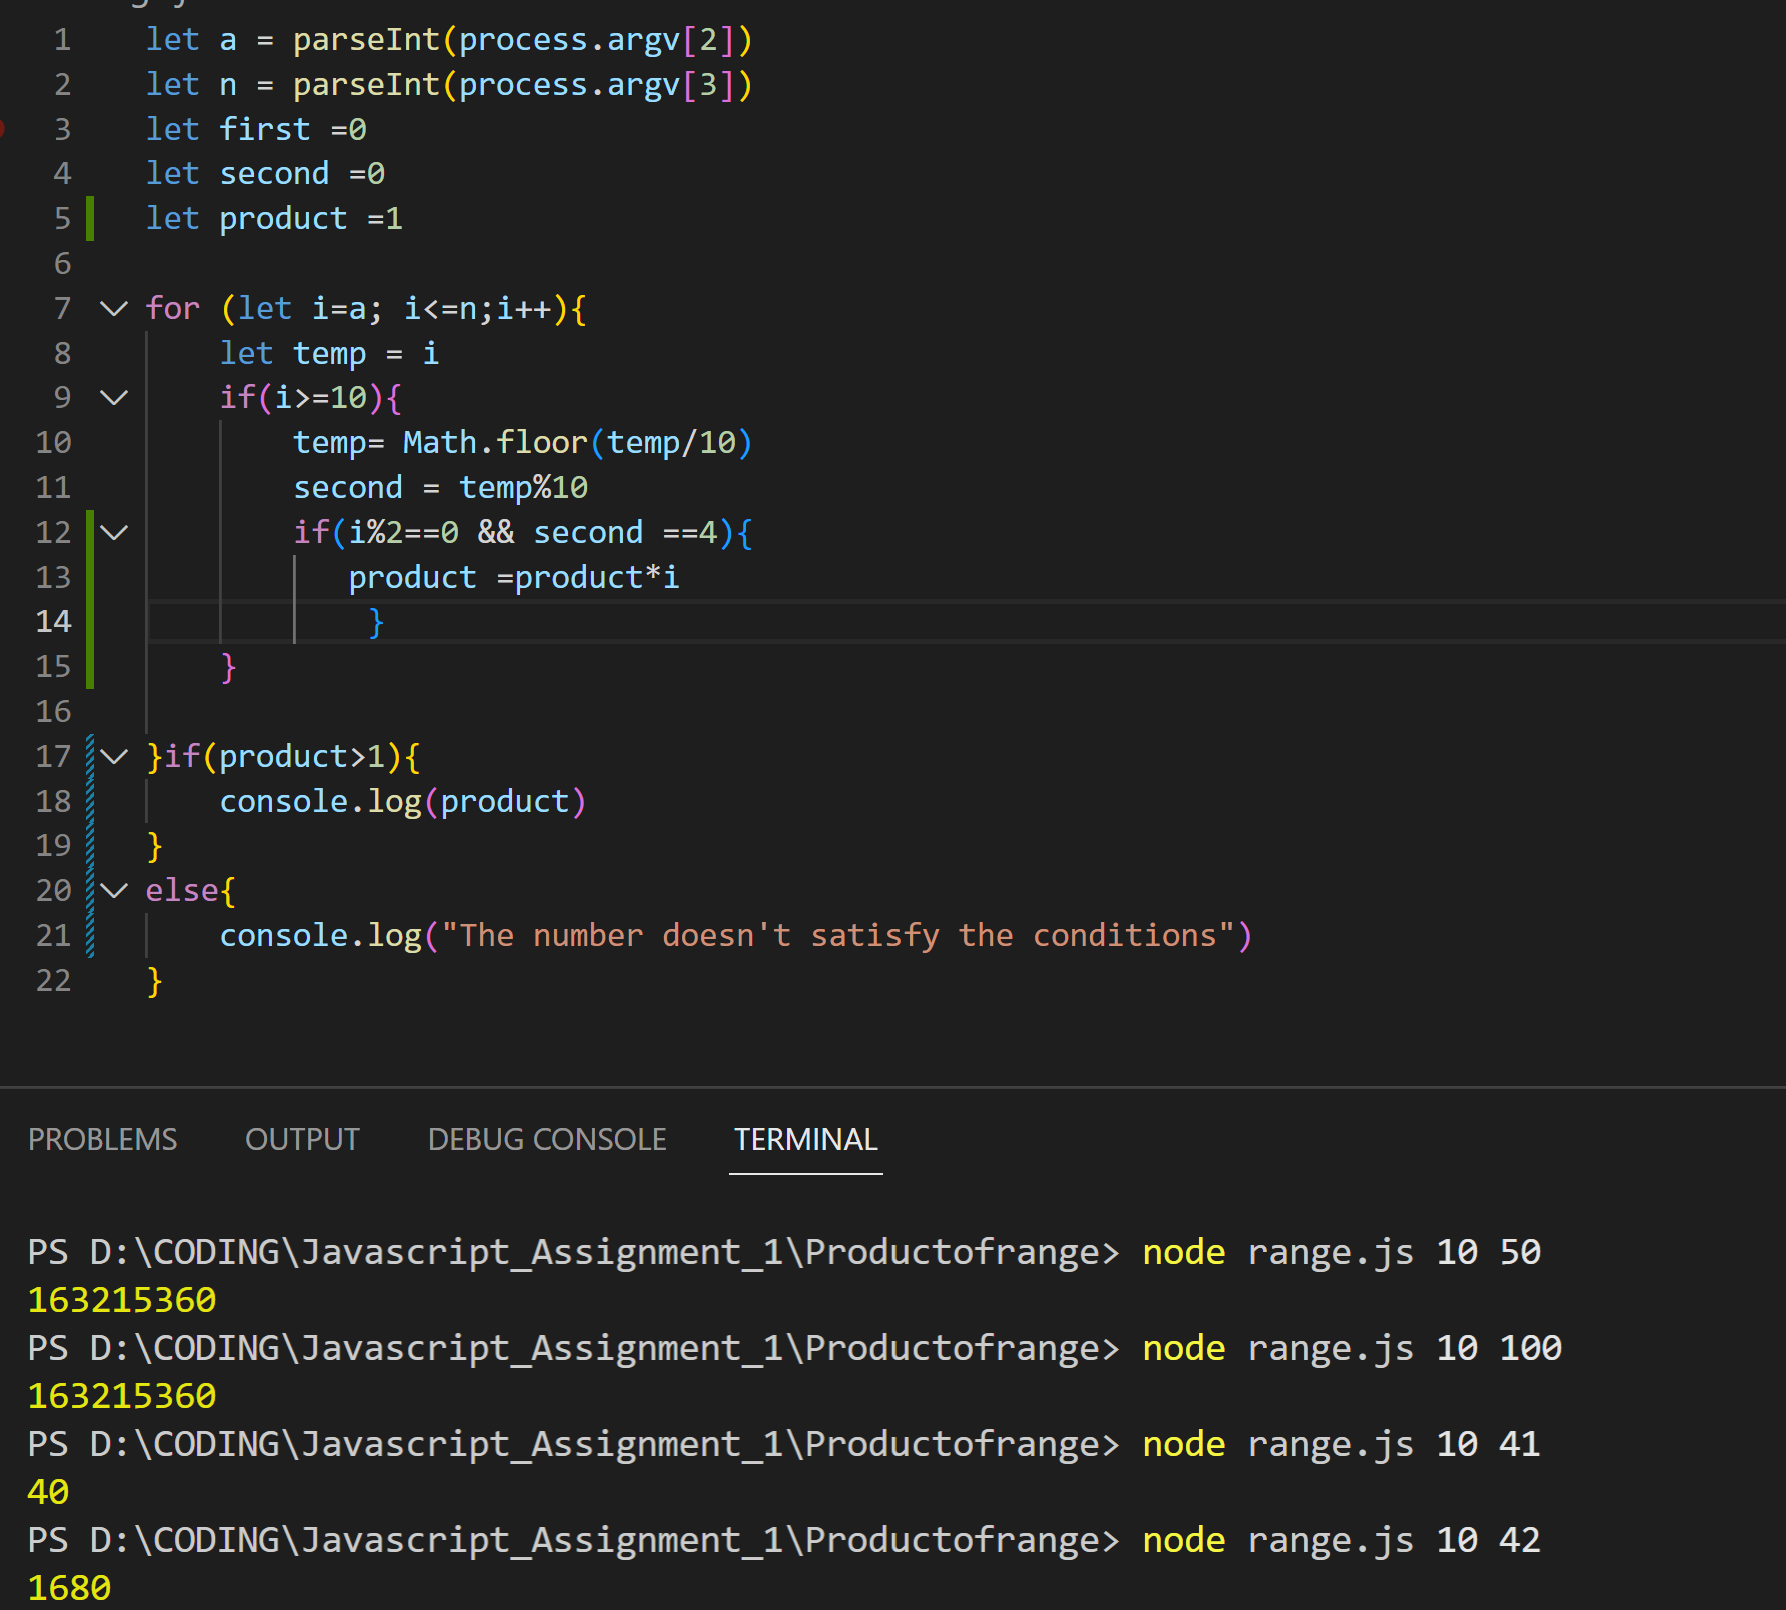 1 let a = parseInt(process.argv[2])
2 let n = parseInt(process.argv[3])
3 let first =0
4 let second =0
5 let product =1
6
7 for (let i=a; i<=n;i++){
8 let temp = i
9 if(i>=10){
10 temp= Math.floor(temp/10)
11 second = temp%10
12 if(i%2==0 && second ==4){
13 product =product*i
14 }
15 }
16
17 }if(product>1){
18 console.log(product)
19 }
20 else{
21 console.log("The number doesn't satisfy the conditions")
22 }
PROBLEMS OUTPUT DEBUG CONSOLE TERMINAL
PS D:\CODING\Javascript_Assignment_1\Productofrange> node range.js 10 50
163215360
PS D:\CODING\Javascript_Assignment_1\Productofrange> node range.js 10 100
163215360
PS D:\CODING\Javascript_Assignment_1\Productofrange> node range.js 10 41
40
PS D:\CODING\Javascript_Assignment_1\Productofrange> node range.js 10 42
1680